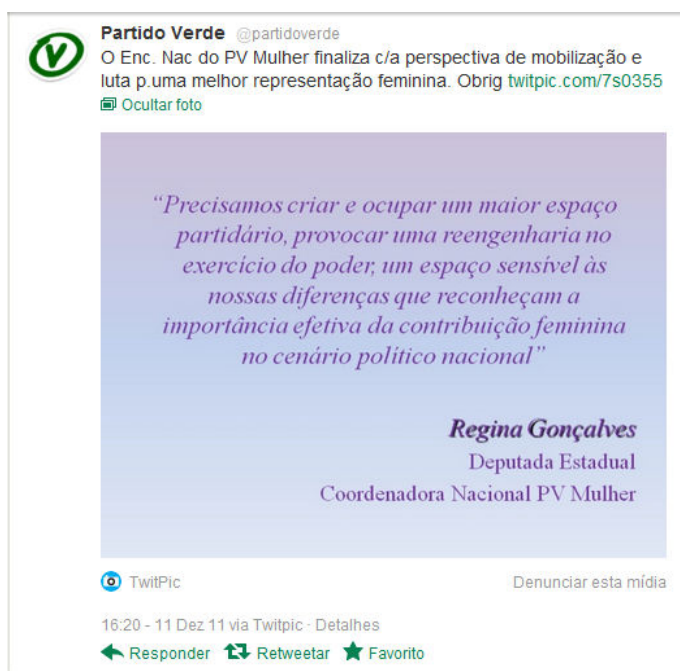 Partido Verde @partidoverde
O Enc. Nac do PV Mulher finaliza c/a perspectiva de mobilização e
luta p.uma melhor representação feminina. Obrig twitpic.com/7s0355
Ocultar foto
“Precisamos criar e ocupar um maior espaço
partidário, provocar uma reengenharia no
exercício do poder, um espaço sensível às
nossas diferenças que reconheçam a
importância efetiva da contribuição feminina
no cenário político nacional”
Regina Gonçalves
Deputada Estadual
Coordenadora Nacional PV Mulher
TwitPic Denunciar esta mídia
16:20 - 11 Dez 11 via Twitpic · Detalhes
Responder Retweetar Favorito